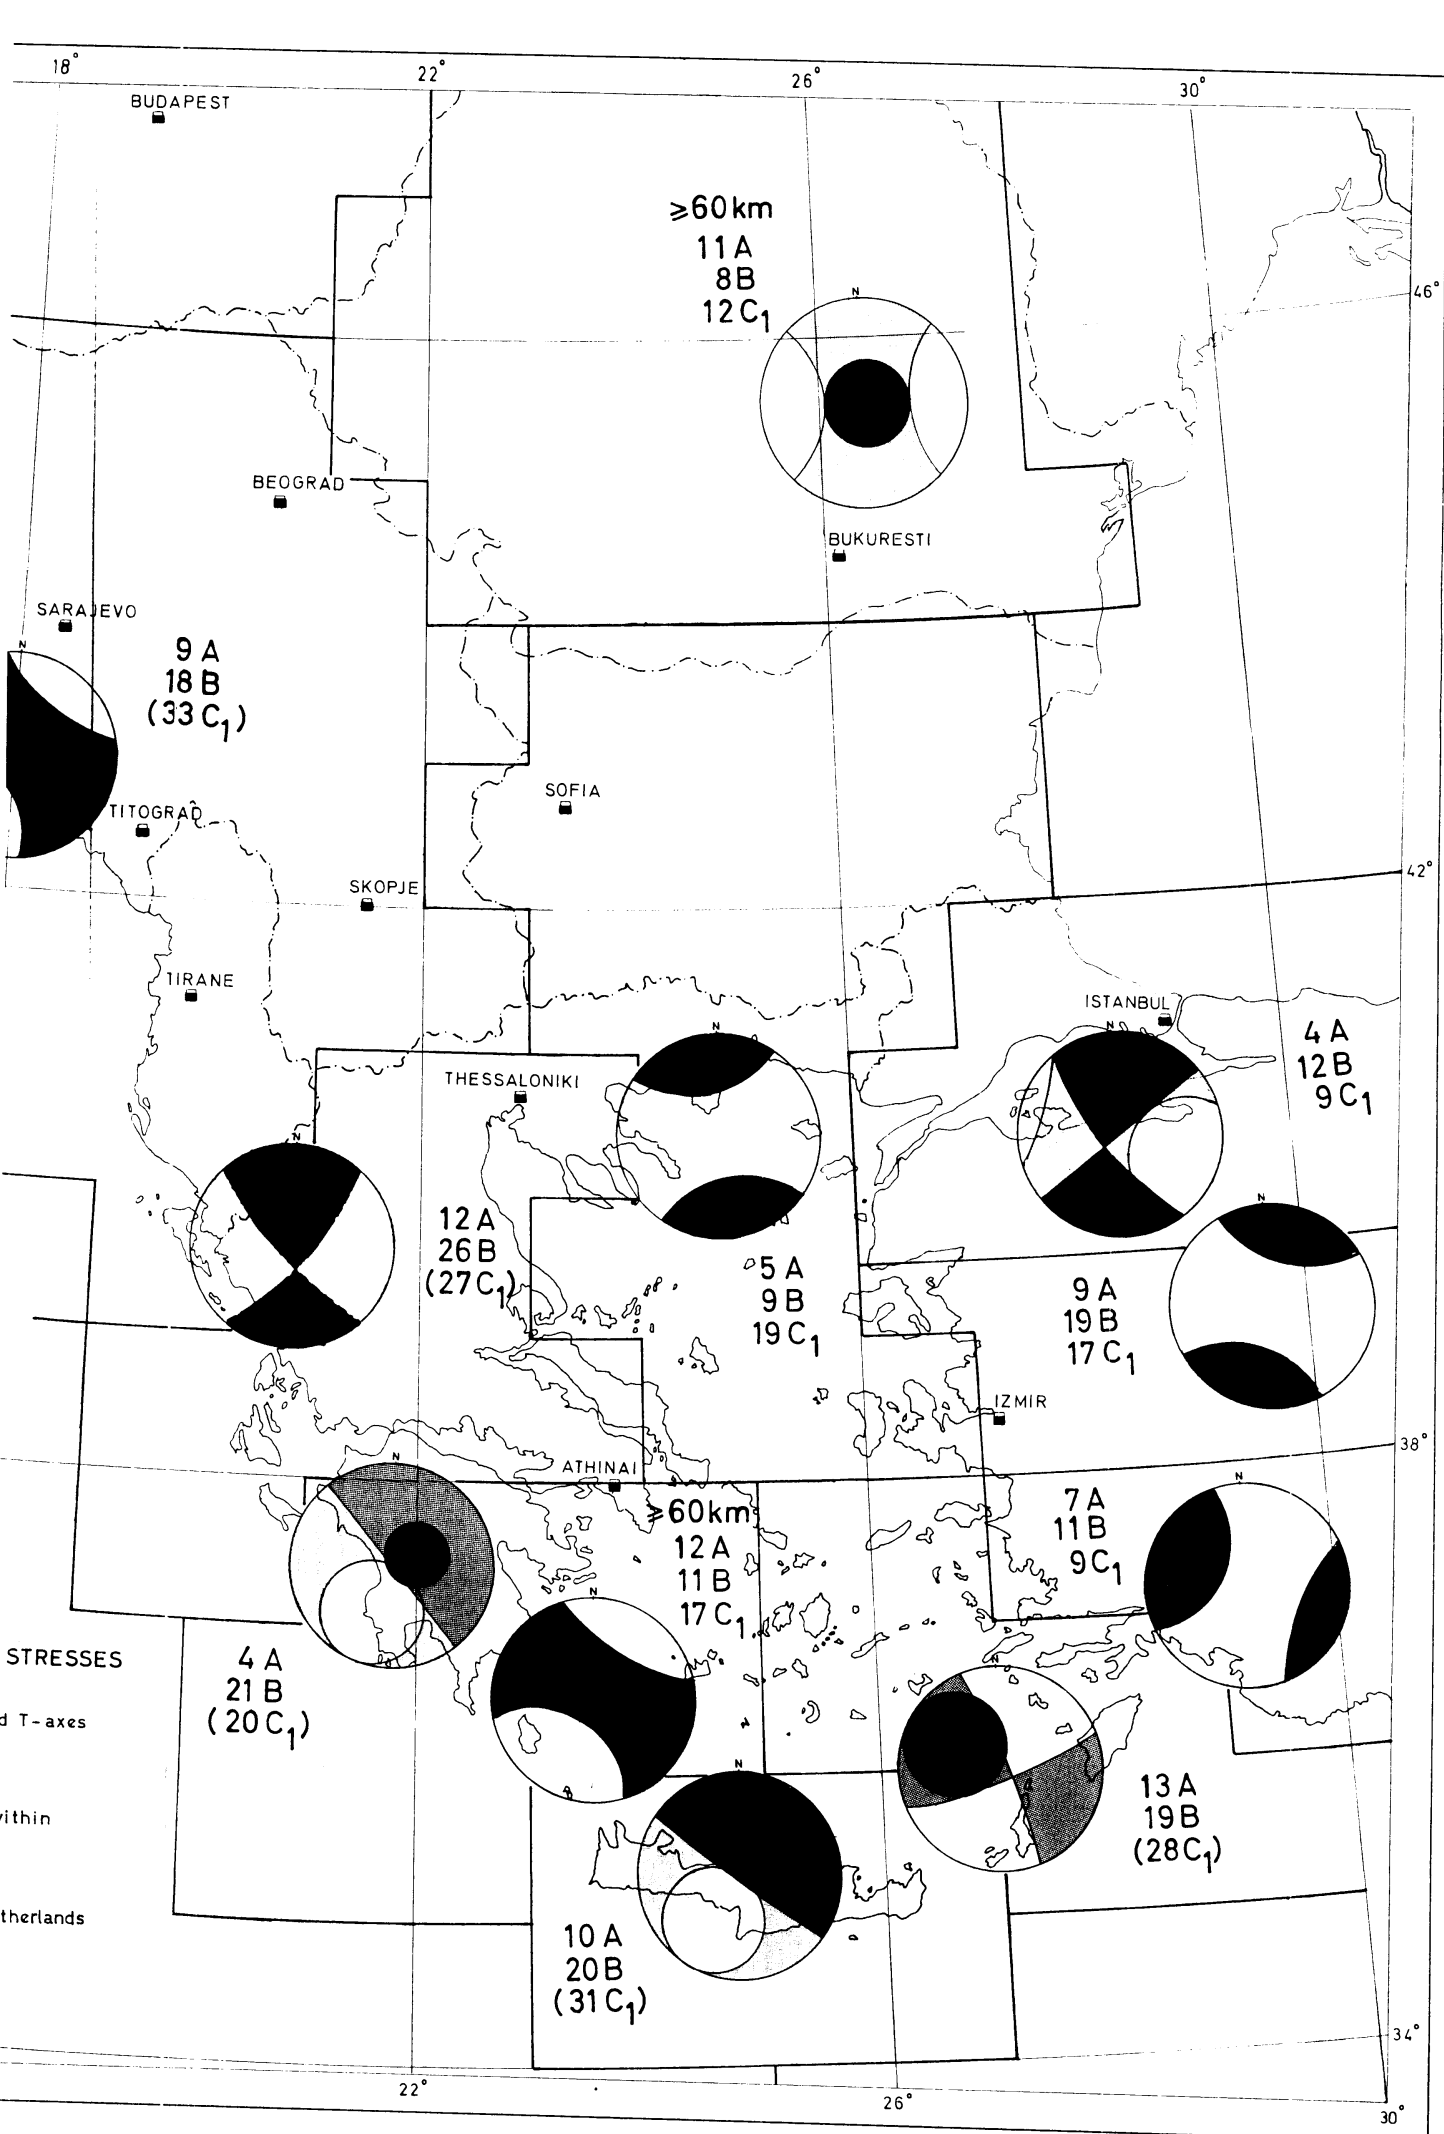 18°
22°
26°
30°
BUDAPEST
≥60km
11 A
8 B
12 C₁
N
46°
BEOGRAD
BUKURESTI
SARAJEVO
N
9 A
18 B
(33 C₁)
TITOGRAD
SOFIA
SKOPJE
42°
TIRANE
ISTANBUL
N
N
4 A
12 B
9 C₁
THESSALONIKI
N
12 A
26 B
(27 C₁)
N
5 A
9 B
19 C₁
9 A
19 B
17 C₁
IZMIR
38°
N
ATHINAI
≥60km
12 A
11 B
17 C₁
N
7 A
11 B
9 C₁
N
STRESSES
4 A
21 B
(20 C₁)
N
d T-axes
N
13 A
19 B
(28 C₁)
ithin
therlands
10 A
20 B
(31 C₁)
34°
22°
26°
30°